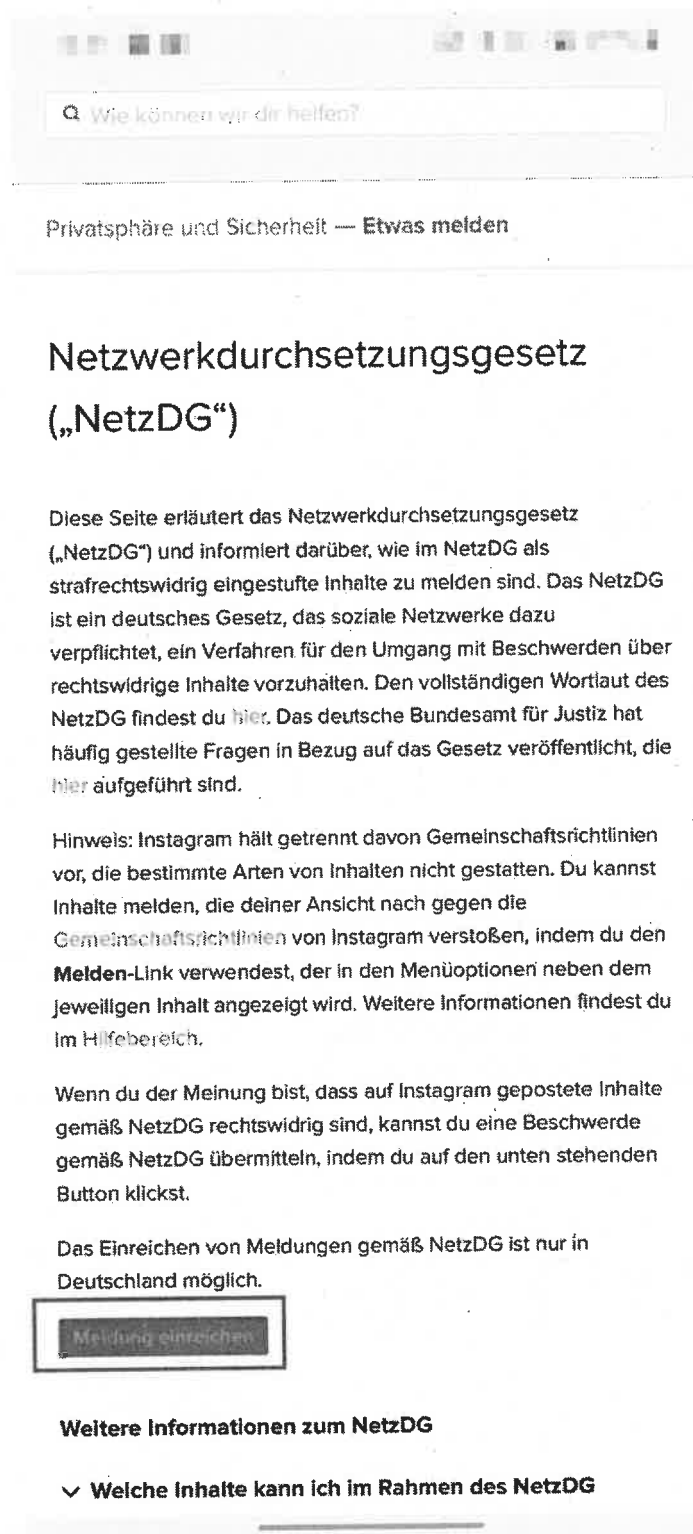 Wie können wir dir helfen?
Privatsphäre und Sicherheit — Etwas melden
Netzwerkdurchsetzungsgesetz
(„NetzDG“)
Diese Seite erläutert das Netzwerkdurchsetzungsgesetz
(„NetzDG“) und informiert darüber, wie im NetzDG als
strafrechtswidrig eingestufte Inhalte zu melden sind. Das NetzDG
ist ein deutsches Gesetz, das soziale Netzwerke dazu
verpflichtet, ein Verfahren für den Umgang mit Beschwerden über
rechtswidrige Inhalte vorzuhalten. Den vollständigen Wortlaut des
NetzDG findest du hier. Das deutsche Bundesamt für Justiz hat
häufig gestellte Fragen in Bezug auf das Gesetz veröffentlicht, die
hier aufgeführt sind.
Hinweis: Instagram hält getrennt davon Gemeinschaftsrichtlinien
vor, die bestimmte Arten von Inhalten nicht gestatten. Du kannst
Inhalte melden, die deiner Ansicht nach gegen die
Gemeinschaftsrichtlinien von Instagram verstoßen, indem du den
Melden-Link verwendest, der in den Menüoptionen neben dem
jeweiligen Inhalt angezeigt wird. Weitere Informationen findest du
im Hilfebereich.
Wenn du der Meinung bist, dass auf Instagram gepostete Inhalte
gemäß NetzDG rechtswidrig sind, kannst du eine Beschwerde
gemäß NetzDG übermitteln, indem du auf den unten stehenden
Button klickst.
Das Einreichen von Meldungen gemäß NetzDG ist nur in
Deutschland möglich.
Meldung einreichen
Weitere Informationen zum NetzDG
Welche Inhalte kann ich im Rahmen des NetzDG